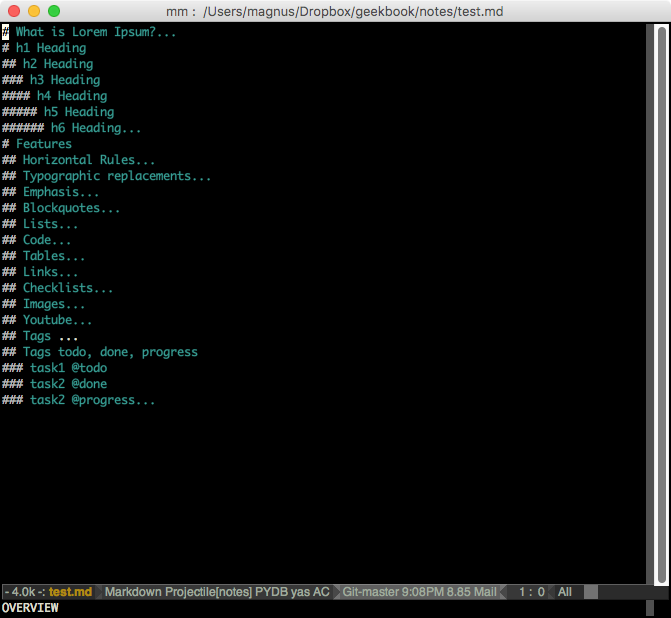 mm : /Users/magnus/Dropbox/geekbook/notes/test.md
# What is Lorem Ipsum?...
# h1 Heading
## h2 Heading
### h3 Heading
#### h4 Heading
##### h5 Heading
###### h6 Heading...
# Features
## Horizontal Rules...
## Typographic replacements...
## Emphasis...
## Blockquotes...
## Lists...
## Code...
## Tables...
## Links...
## Checklists...
## Images...
## Youtube...
## Tags ...
## Tags todo, done, progress
### task1 @todo
### task2 @done
### task2 @progress...
- 4.0k -: test.md Markdown Projectile[notes] PYDB yas AC Git-master 9:08PM 8.85 Mail 1 : 0 All
OVERVIEW